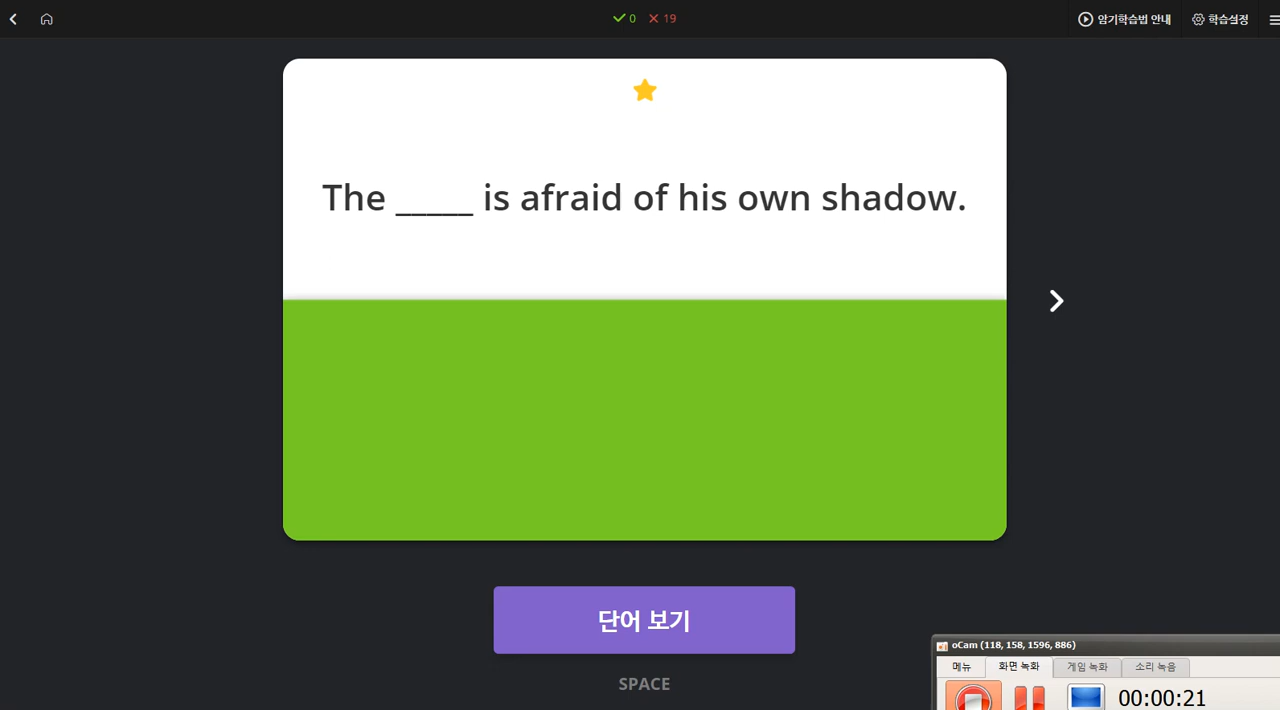 0 19 암기학습법 안내 학습설정
The _____ is afraid of his own shadow.
단어 보기
SPACE
oCam (118, 158, 1596, 886)
메뉴 화면 녹화 게임 녹화 소리 녹음
00:00:21